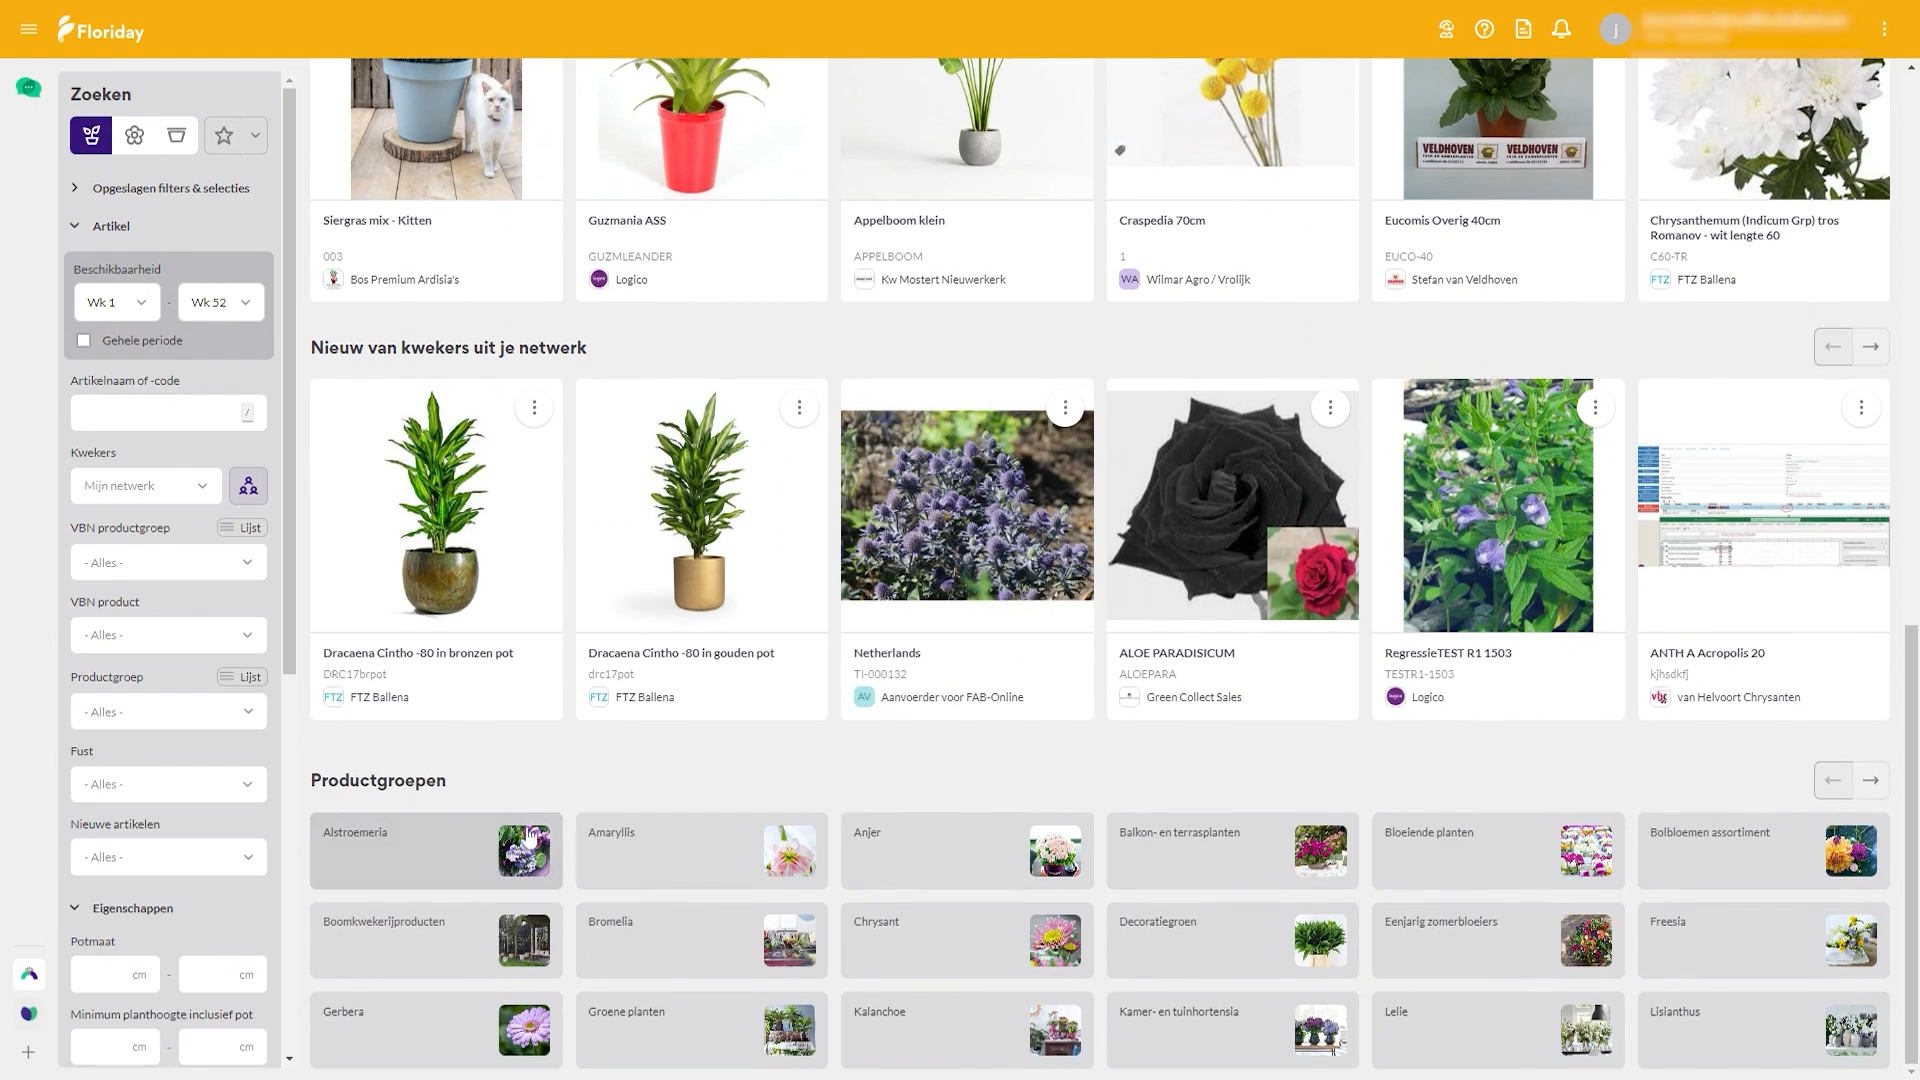 Floriday
j
Zoeken
Opgeslagen filters & selecties
Artikel
Beschikbaarheid
Wk 1 - Wk 52
Gehele periode
Artikelnaam of -code
/
Kwekers
Mijn netwerk
VBN productgroep Lijst
- Alles -
VBN product
- Alles -
Productgroep Lijst
- Alles -
Fust
- Alles -
Nieuwe artikelen
- Alles -
Eigenschappen
Potmaat
cm - cm
Minimum planthoogte inclusief pot
cm - cm
VELDHOVEN VELDHOVEN
Siergras mix - Kitten
003
Bos Premium Ardisia's
Guzmania ASS
GUZMLEANDER
Logico
Appelboom klein
APPELBOOM
Kw Mostert Nieuwerkerk
Craspedia 70cm
1
WA Wilmar Agro / Vrolijk
Eucomis Overig 40cm
EUCO-40
Stefan van Veldhoven
Chrysanthemum (Indicum Grp) tros
Romanov - wit lengte 60
C60-TR
FTZ FTZ Ballena
Nieuw van kwekers uit je netwerk
Dracaena Cintho -80 in bronzen pot
DRC17brpot
FTZ FTZ Ballena
Dracaena Cintho -80 in gouden pot
drc17pot
FTZ FTZ Ballena
Netherlands
TI-000132
AV Aanvoerder voor FAB-Online
ALOE PARADISICUM
ALOEPARA
Green Collect Sales
RegressieTEST R1 1503
TESTR1-1503
Logico
ANTH A Acropolis 20
kjhsdkfj
van Helvoort Chrysanten
Productgroepen
Alstroemeria
Amaryllis
Anjer
Balkon- en terrasplanten
Bloeiende planten
Bolbloemen assortiment
Boomkwekerijproducten
Bromelia
Chrysant
Decoratiegroen
Eenjarig zomerbloeiers
Freesia
Gerbera
Groene planten
Kalanchoe
Kamer- en tuinhortensia
Lelie
Lisianthus